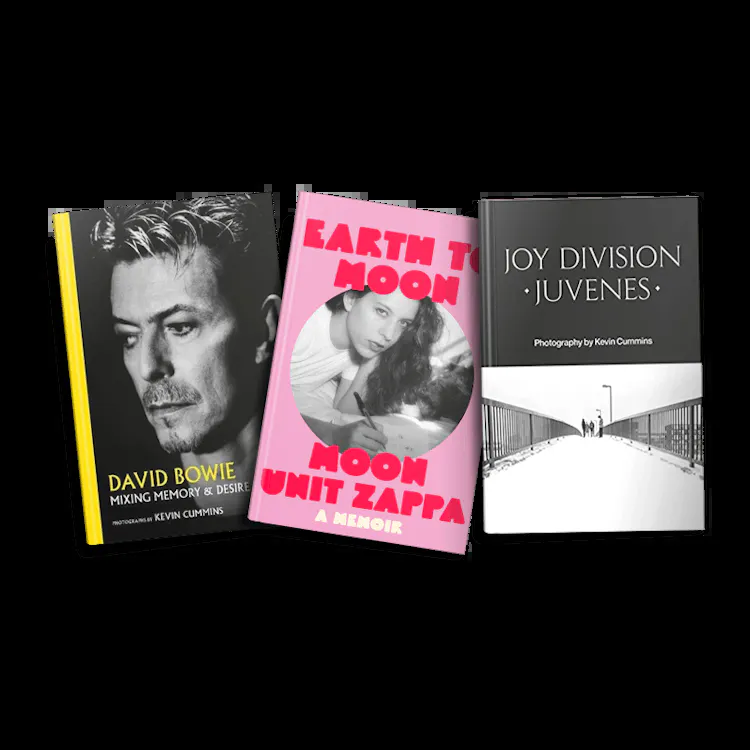 DAVID BOWIE
MIXING MEMORY & DESIRE
PHOTOGRAPHS BY KEVIN CUMMINS
EARTH TO
MOON
MOON
UNIT ZAPPA
A MEMOIR
JOY DIVISION
·JUVENES·
Photography by Kevin Cummins